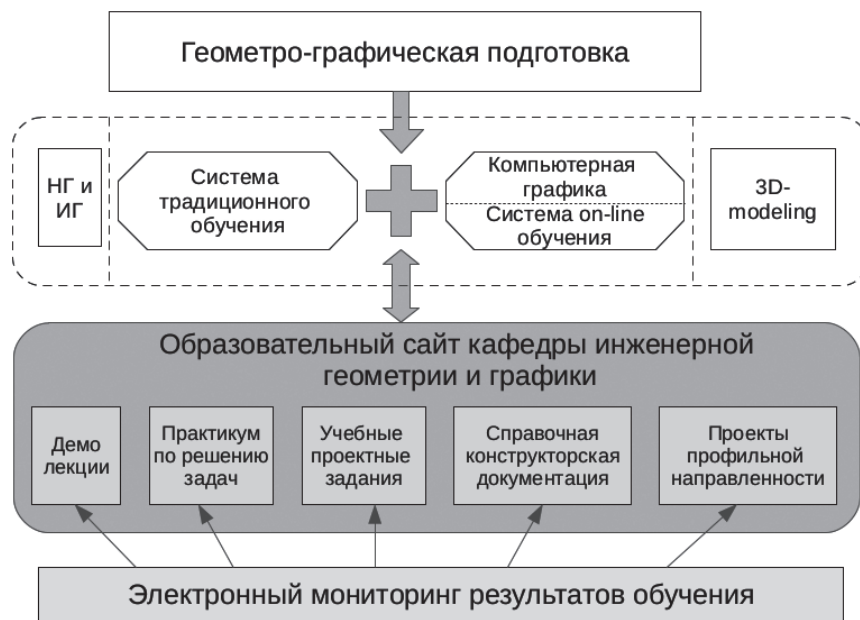 Геометро-графическая подготовка
НГ и
ИГ
Система
традиционного
обучения
Компьютерная
графика
Система on-line
обучения
3D-
modeling
Образовательный сайт кафедры инженерной
геометрии и графики
Демо
лекции
Практикум
по решению
задач
Учебные
проектные
задания
Справочная
конструкторская
документация
Проекты
профильной
направленности
Электронный мониторинг результатов обучения